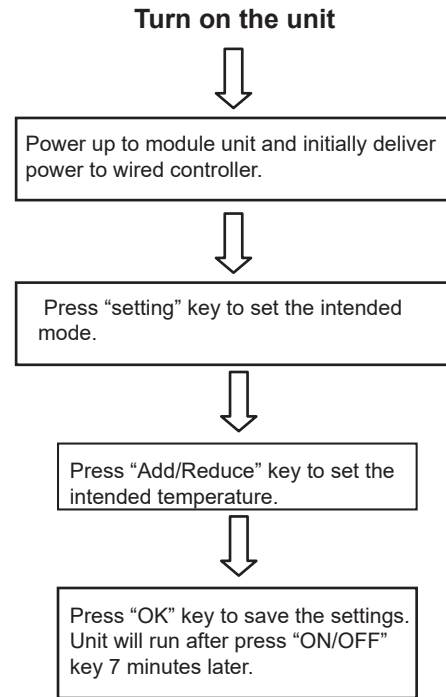 Turn on the unit
Power up to module unit and initially deliver
power to wired controller.
Press “setting” key to set the intended
mode.
Press “Add/Reduce” key to set the
intended temperature.
Press “OK” key to save the settings.
Unit will run after press “ON/OFF”
key 7 minutes later.